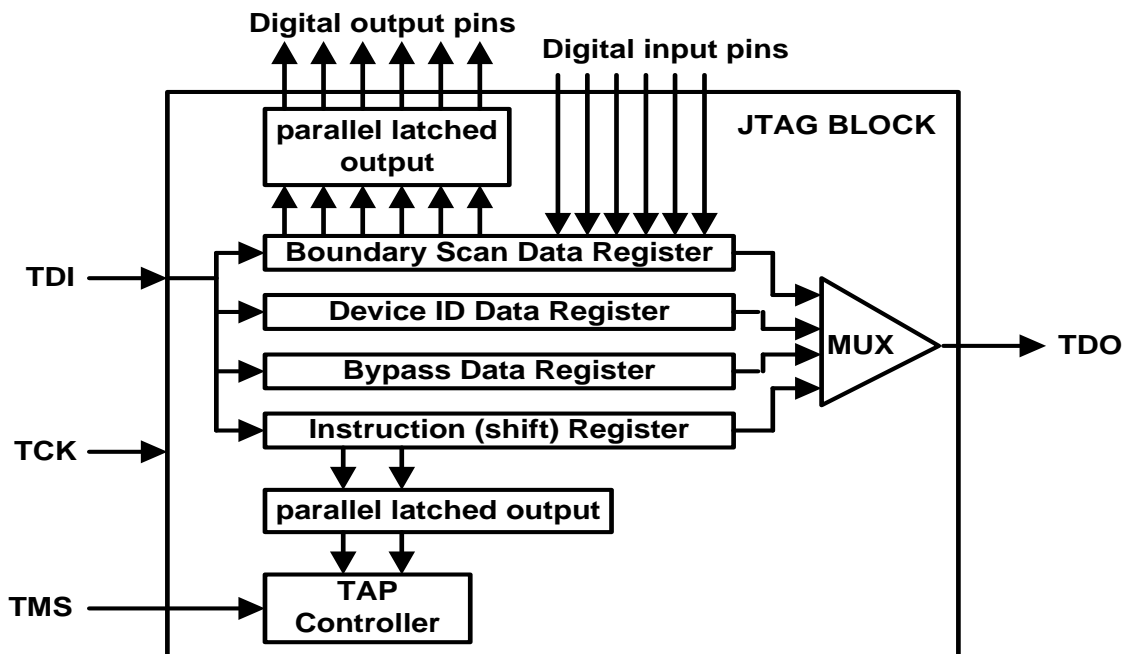 Digital output pins
Digital input pins
JTAG BLOCK
parallel latched
output
Boundary Scan Data Register
TDI
Device ID Data Register
MUX
TDO
Bypass Data Register
Instruction (shift) Register
TCK
parallel latched output
TAP
Controller
TMS